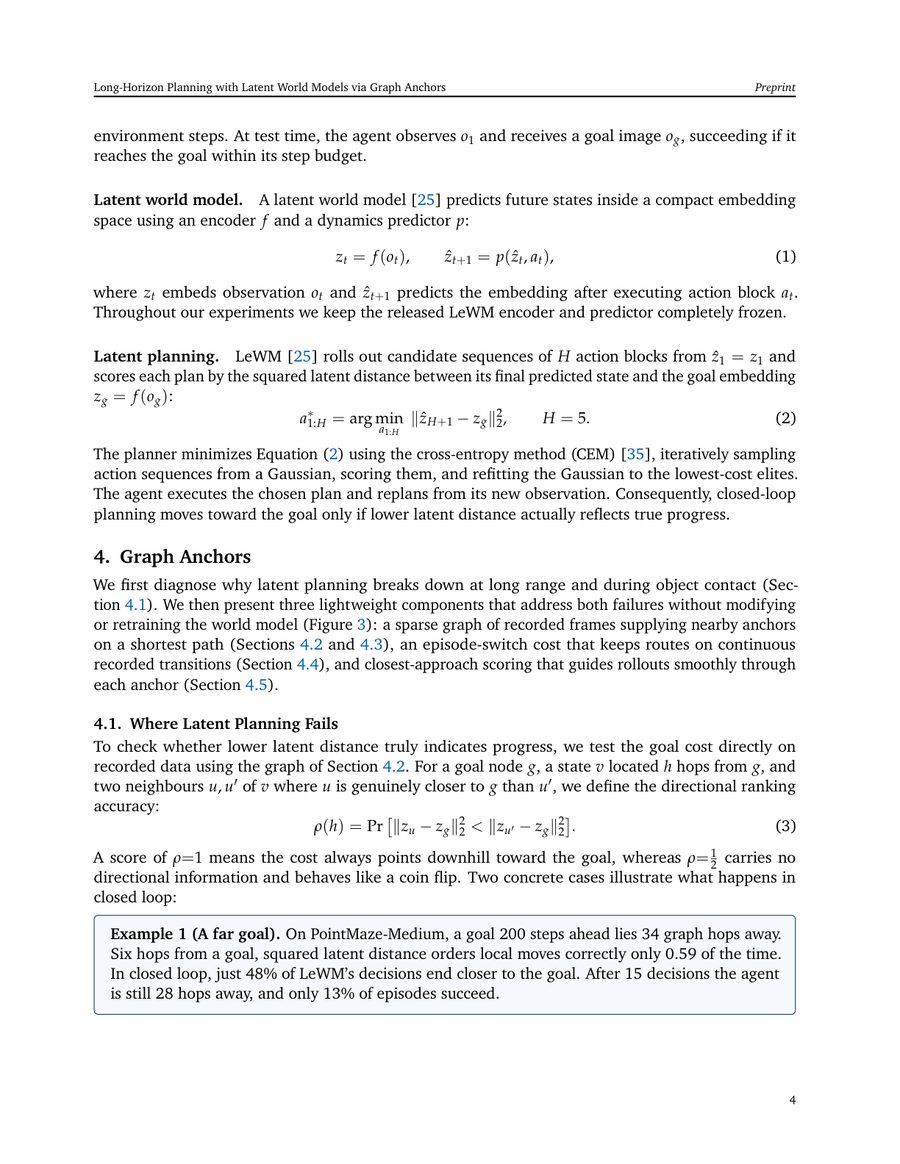 Long-Horizon Planning with Latent World Models via Graph Anchors Preprint
environment steps. At test time, the agent observes o₁ and receives a goal image o_g, succeeding if it
reaches the goal within its step budget.
Latent world model. A latent world model [25] predicts future states inside a compact embedding
space using an encoder f and a dynamics predictor p:
z_t = f(o_t), ẑ_{t+1} = p(ẑ_t, a_t), (1)
where z_t embeds observation o_t and ẑ_{t+1} predicts the embedding after executing action block a_t.
Throughout our experiments we keep the released LeWM encoder and predictor completely frozen.
Latent planning. LeWM [25] rolls out candidate sequences of H action blocks from ẑ₁ = z₁ and
scores each plan by the squared latent distance between its final predicted state and the goal embedding
z_g = f(o_g):
a*_{1:H} = arg min_{a_{1:H}} ‖ẑ_{H+1} − z_g‖²₂, H = 5. (2)
The planner minimizes Equation (2) using the cross-entropy method (CEM) [35], iteratively sampling
action sequences from a Gaussian, scoring them, and refitting the Gaussian to the lowest-cost elites.
The agent executes the chosen plan and replans from its new observation. Consequently, closed-loop
planning moves toward the goal only if lower latent distance actually reflects true progress.
4. Graph Anchors
We first diagnose why latent planning breaks down at long range and during object contact (Sec-
tion 4.1). We then present three lightweight components that address both failures without modifying
or retraining the world model (Figure 3): a sparse graph of recorded frames supplying nearby anchors
on a shortest path (Sections 4.2 and 4.3), an episode-switch cost that keeps routes on continuous
recorded transitions (Section 4.4), and closest-approach scoring that guides rollouts smoothly through
each anchor (Section 4.5).
4.1. Where Latent Planning Fails
To check whether lower latent distance truly indicates progress, we test the goal cost directly on
recorded data using the graph of Section 4.2. For a goal node g, a state v located h hops from g, and
two neighbours u, u′ of v where u is genuinely closer to g than u′, we define the directional ranking
accuracy:
ρ(h) = Pr [‖z_u − z_g‖²₂ < ‖z_{u′} − z_g‖²₂]. (3)
A score of ρ=1 means the cost always points downhill toward the goal, whereas ρ=½ carries no
directional information and behaves like a coin flip. Two concrete cases illustrate what happens in
closed loop:
Example 1 (A far goal). On PointMaze-Medium, a goal 200 steps ahead lies 34 graph hops away.
Six hops from a goal, squared latent distance orders local moves correctly only 0.59 of the time.
In closed loop, just 48% of LeWM's decisions end closer to the goal. After 15 decisions the agent
is still 28 hops away, and only 13% of episodes succeed.
4